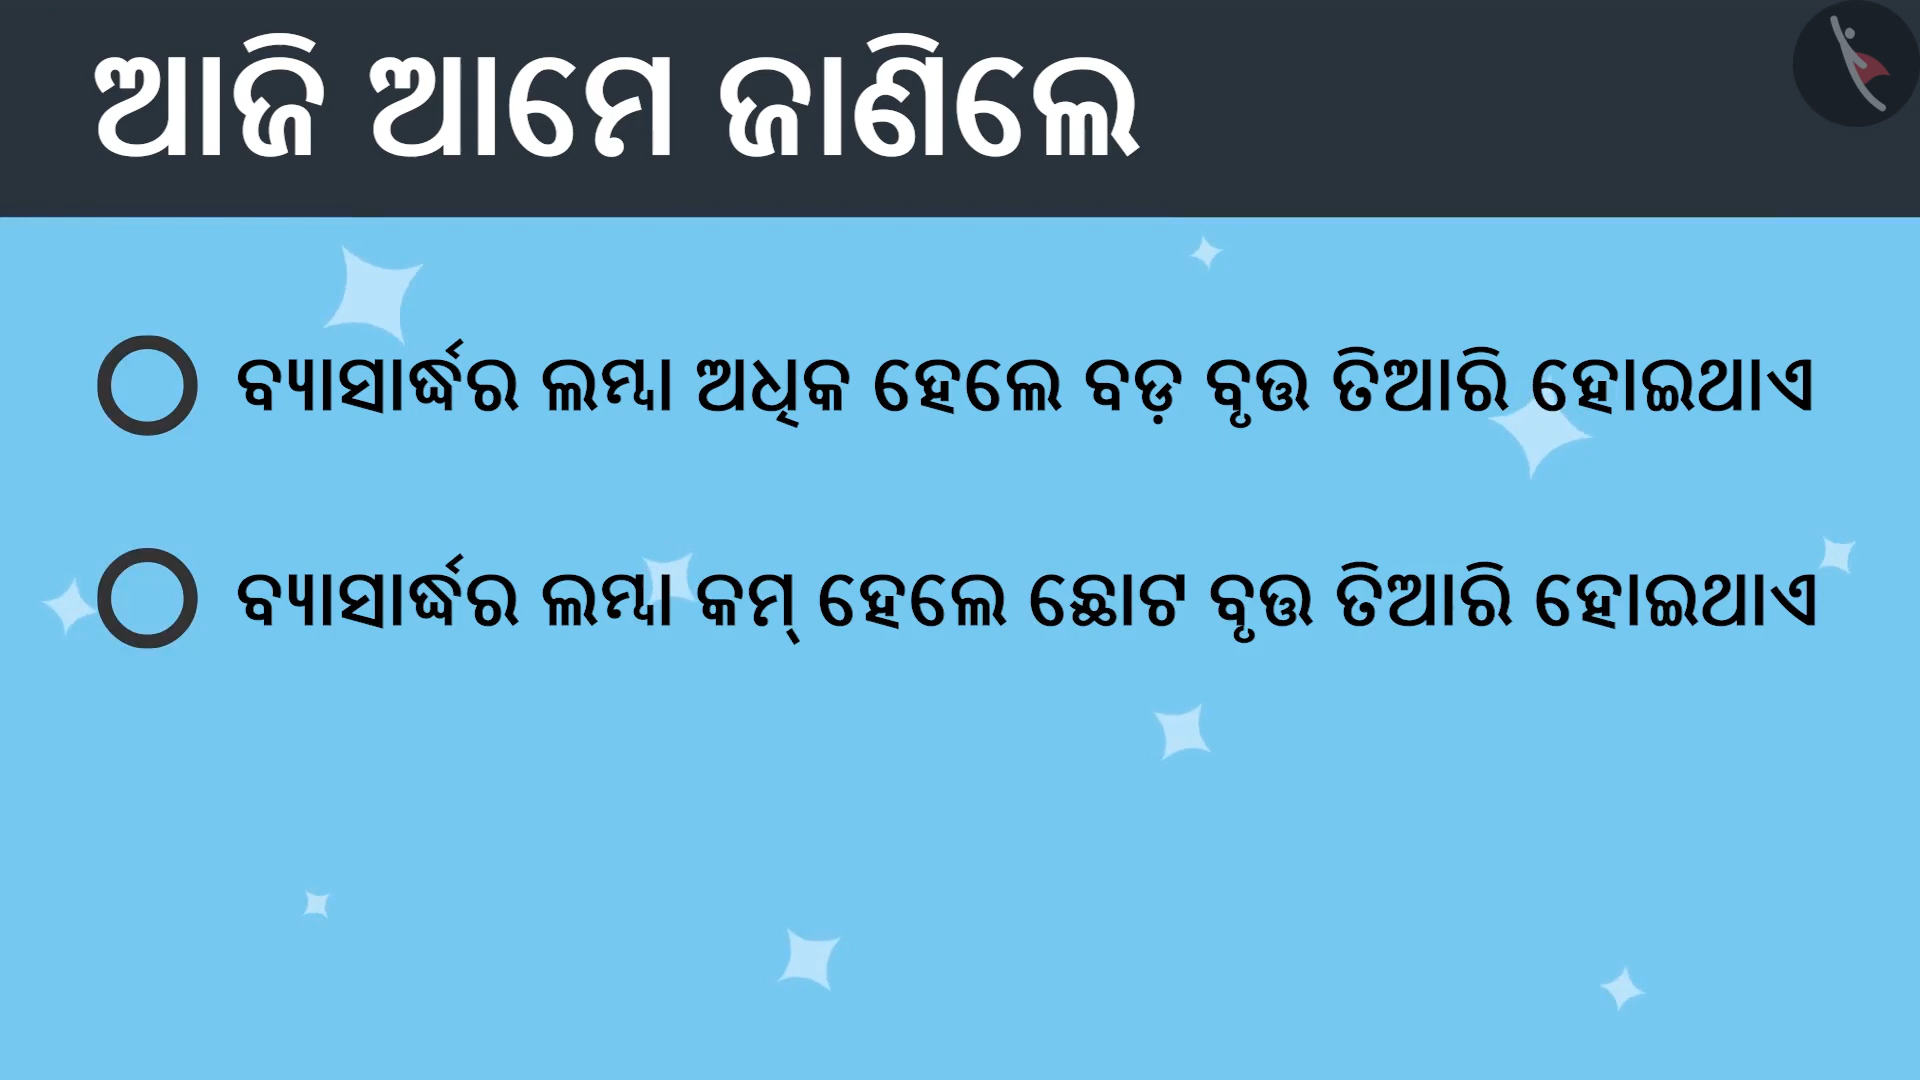 ଆଜି ଆମେ ଜାଣିଲେ
ବ୍ୟାସାର୍ଦ୍ଧର ଲମ୍ବା ଅଧିକ ହେଲେ ବଡ଼ ବୃତ୍ତ ତିଆରି ହୋଇଥାଏ
ବ୍ୟାସାର୍ଦ୍ଧର ଲମ୍ବା କମ୍ ହେଲେ ଛୋଟ ବୃତ୍ତ ତିଆରି ହୋଇଥାଏ